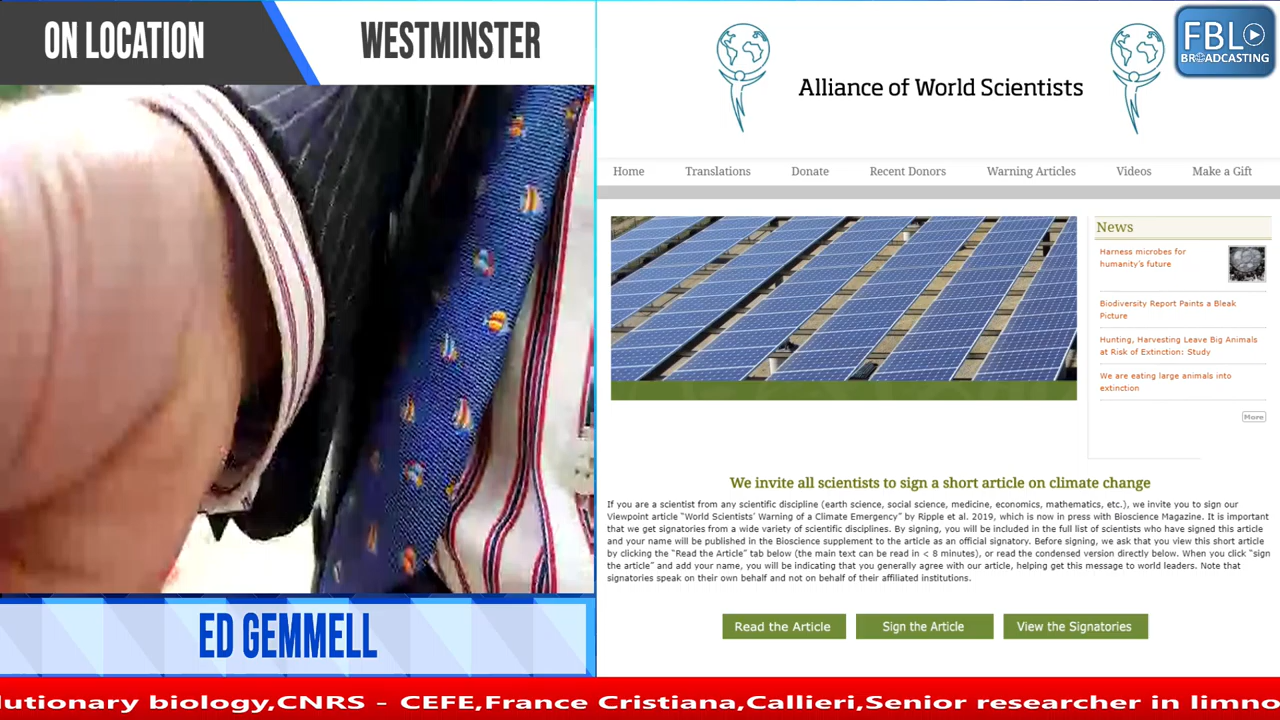 ON LOCATION
WESTMINSTER
FBL
BROADCASTING
Alliance of World Scientists
Home Translations Donate Recent Donors Warning Articles Videos Make a Gift
News
Harness microbes for
humanity's future
Biodiversity Report Paints a Bleak
Picture
Hunting, Harvesting Leave Big Animals
at Risk of Extinction: Study
We are eating large animals into
extinction
More
We invite all scientists to sign a short article on climate change
If you are a scientist from any scientific discipline (earth science, social science, medicine, economics, mathematics, etc.), we invite you to sign our
Viewpoint article "World Scientists' Warning of a Climate Emergency" by Ripple et al. 2019, which is now in press with Bioscience Magazine. It is important
that we get signatories from a wide variety of scientific disciplines. By signing, you will be included in the full list of scientists who have signed this article
and your name will be published in the Bioscience supplement to the article as an official signatory. Before signing, we ask that you view this short article
by clicking the "Read the Article" tab below (the main text can be read in < 8 minutes), or read the condensed version directly below. When you click "sign
the article" and add your name, you will be indicating that you generally agree with our article, helping get this message to world leaders. Note that
signatories speak on their own behalf and not on behalf of their affiliated institutions.
Read the Article Sign the Article View the Signatories
ED GEMMELL
lutionary biology,CNRS - CEFE,France Cristiana,Callieri,Senior researcher in limno